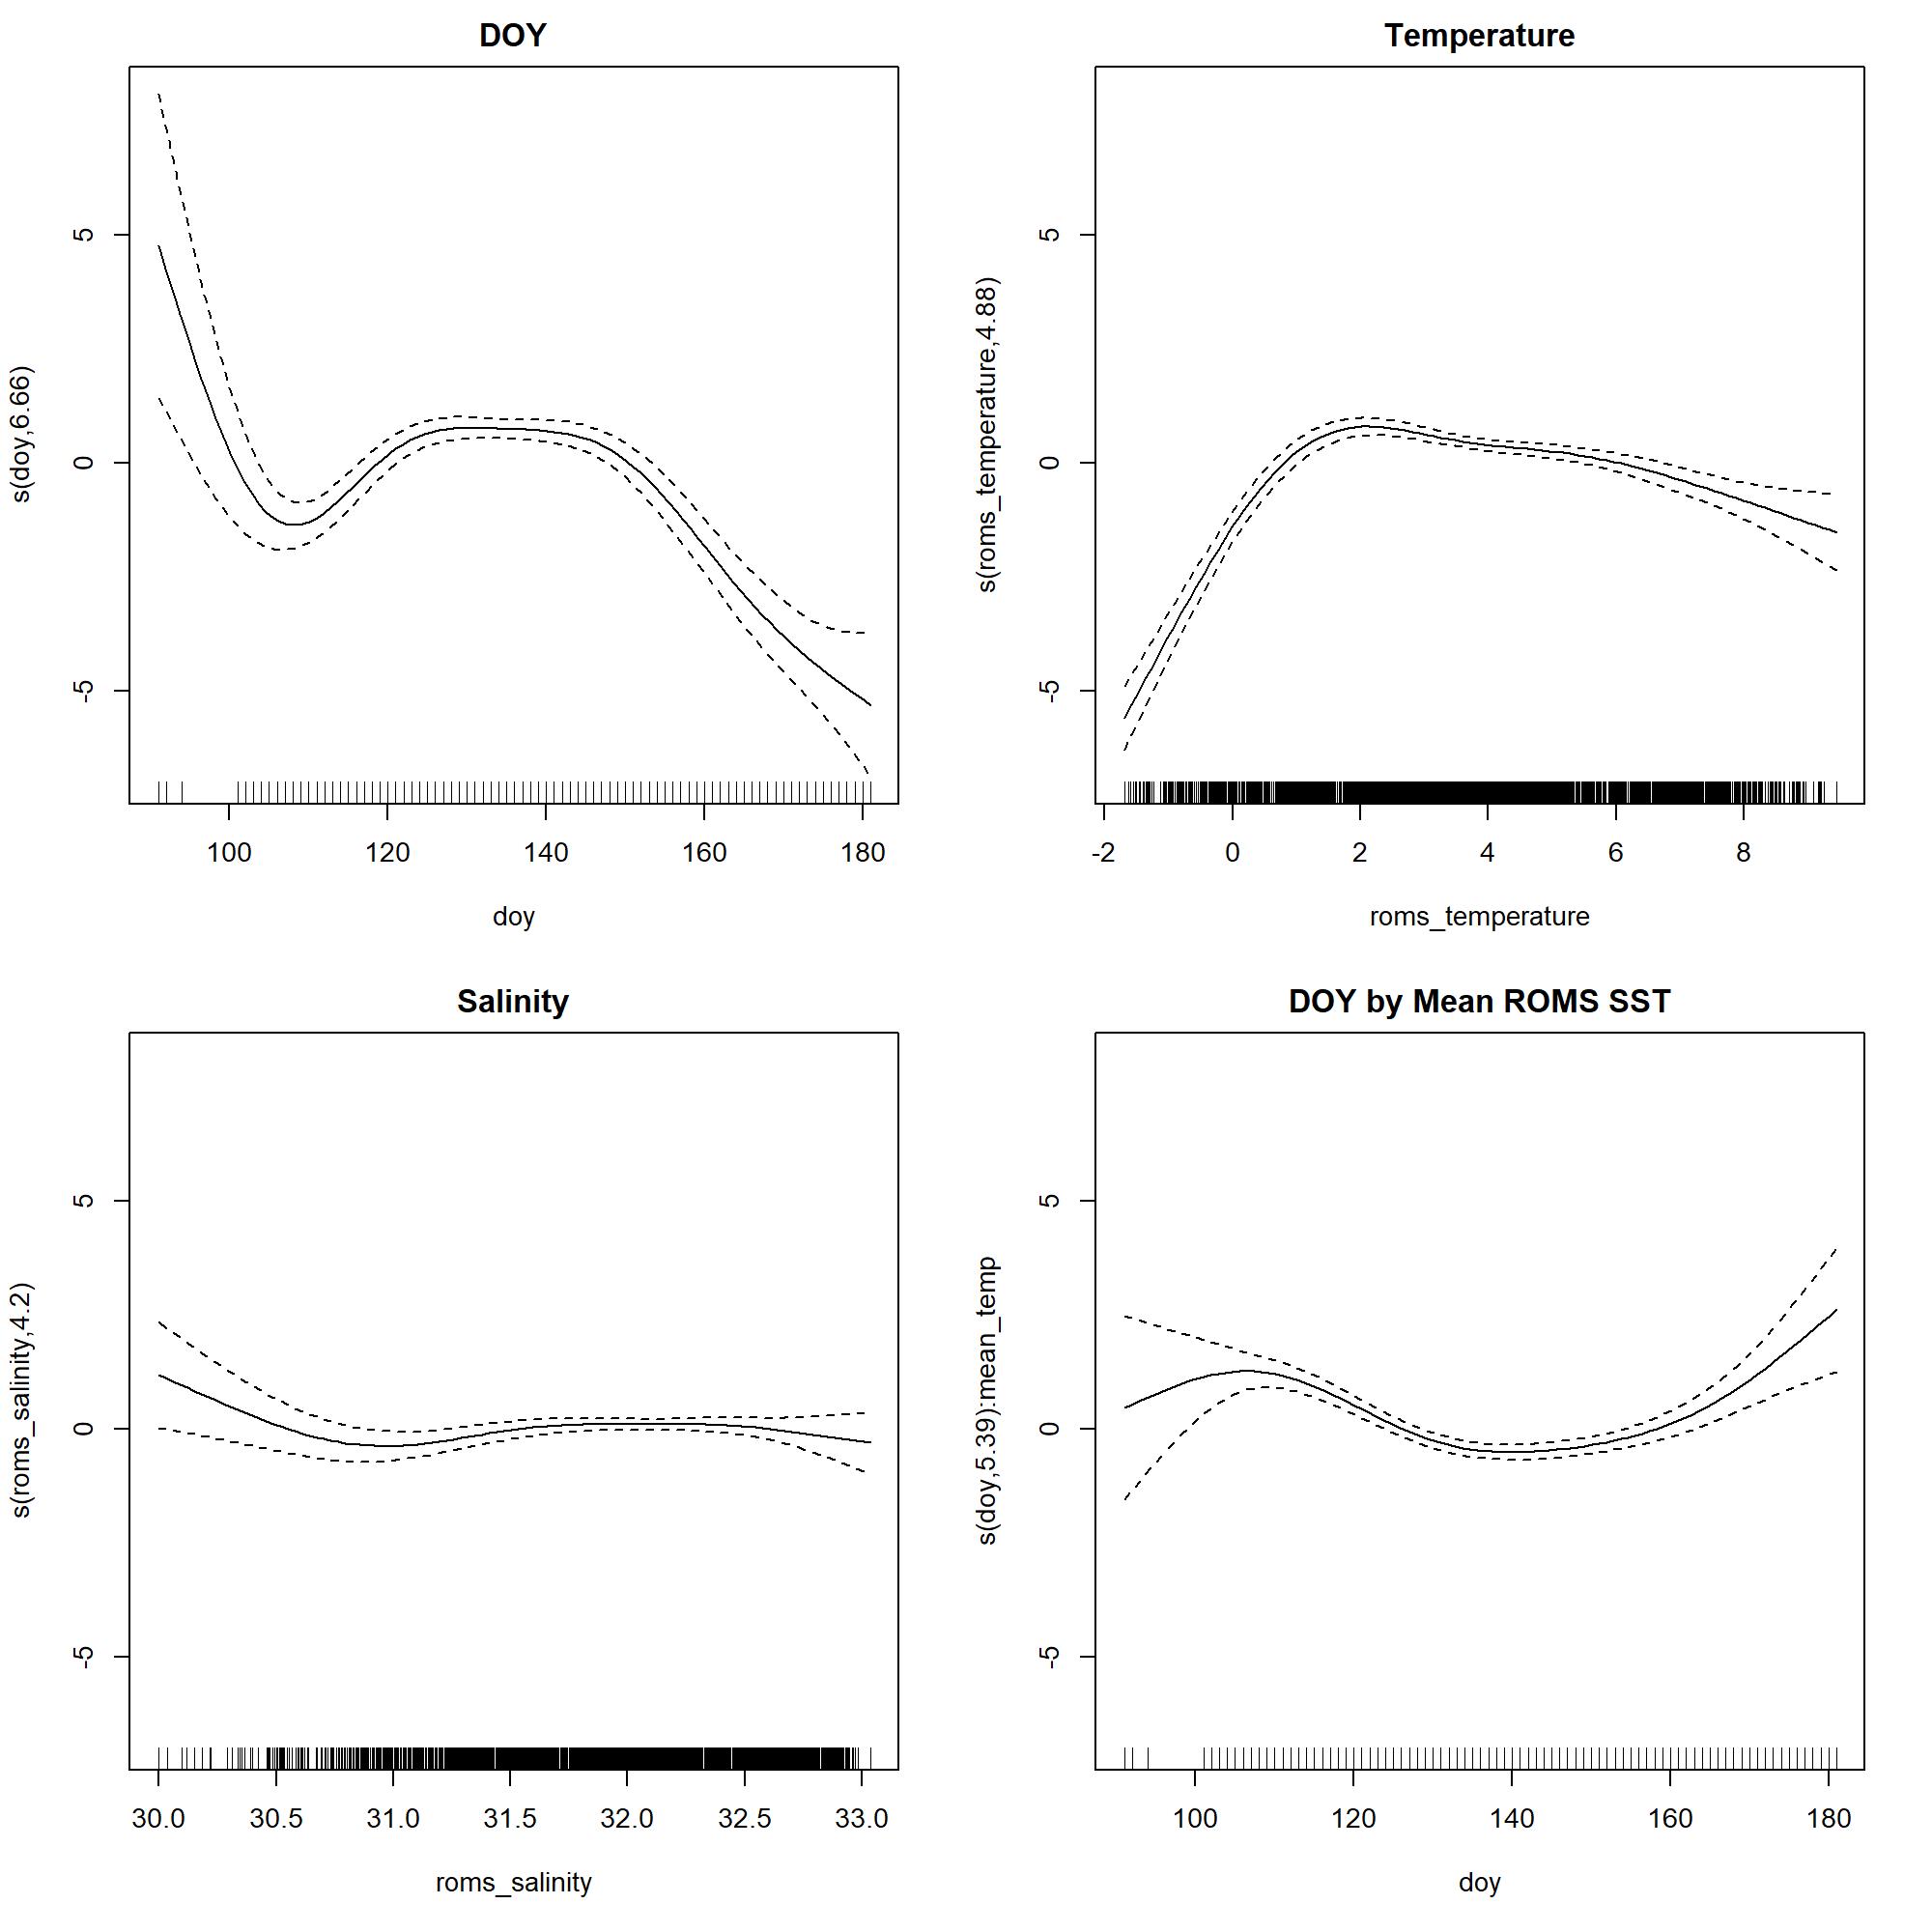 DOY
s(doy,6.66)
5
0
-5
100 120 140 160 180
doy
Temperature
s(roms_temperature,4.88)
5
0
-5
-2 0 2 4 6 8
roms_temperature
Salinity
s(roms_salinity,4.2)
5
0
-5
30.0 30.5 31.0 31.5 32.0 32.5 33.0
roms_salinity
DOY by Mean ROMS SST
s(doy,5.39):mean_temp
5
0
-5
100 120 140 160 180
doy